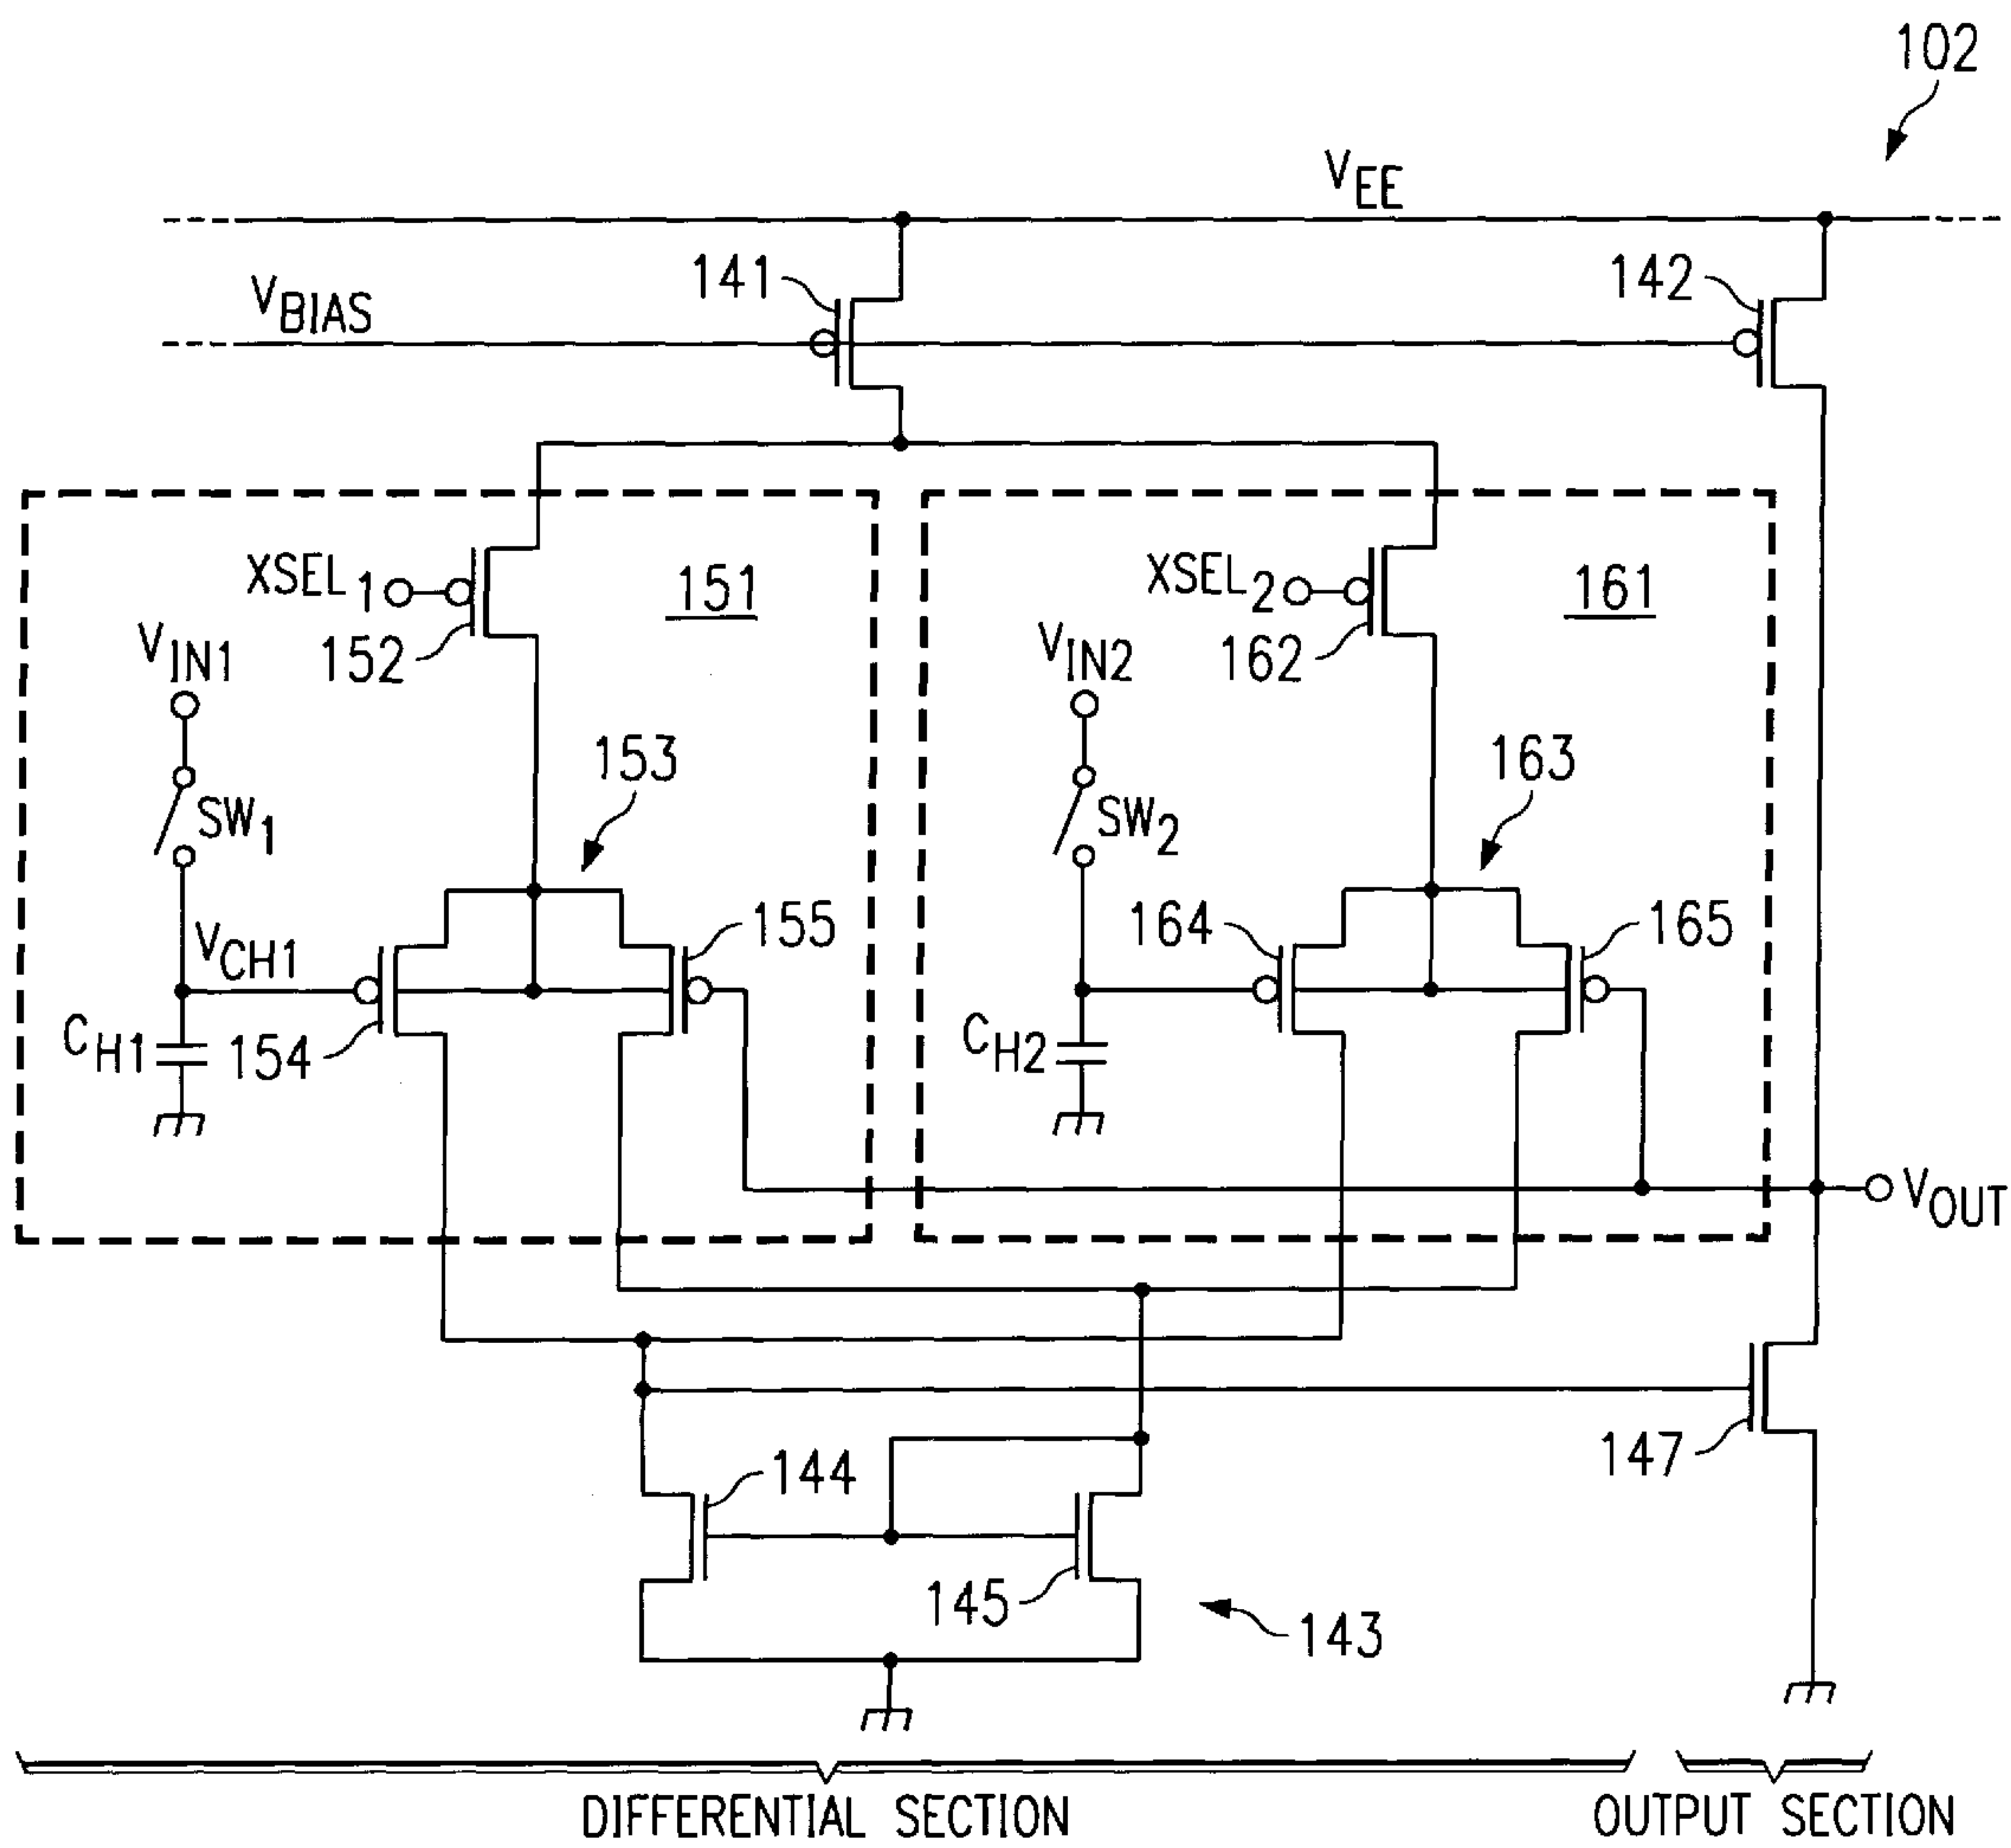 102
VEE
141
142
VBIAS
XSEL1
151
XSEL2
161
152
162
VIN1
VIN2
153
163
SW1
SW2
155
164
165
VCH1
CH1
154
CH2
VOUT
147
144
145
143
DIFFERENTIAL SECTION
OUTPUT SECTION